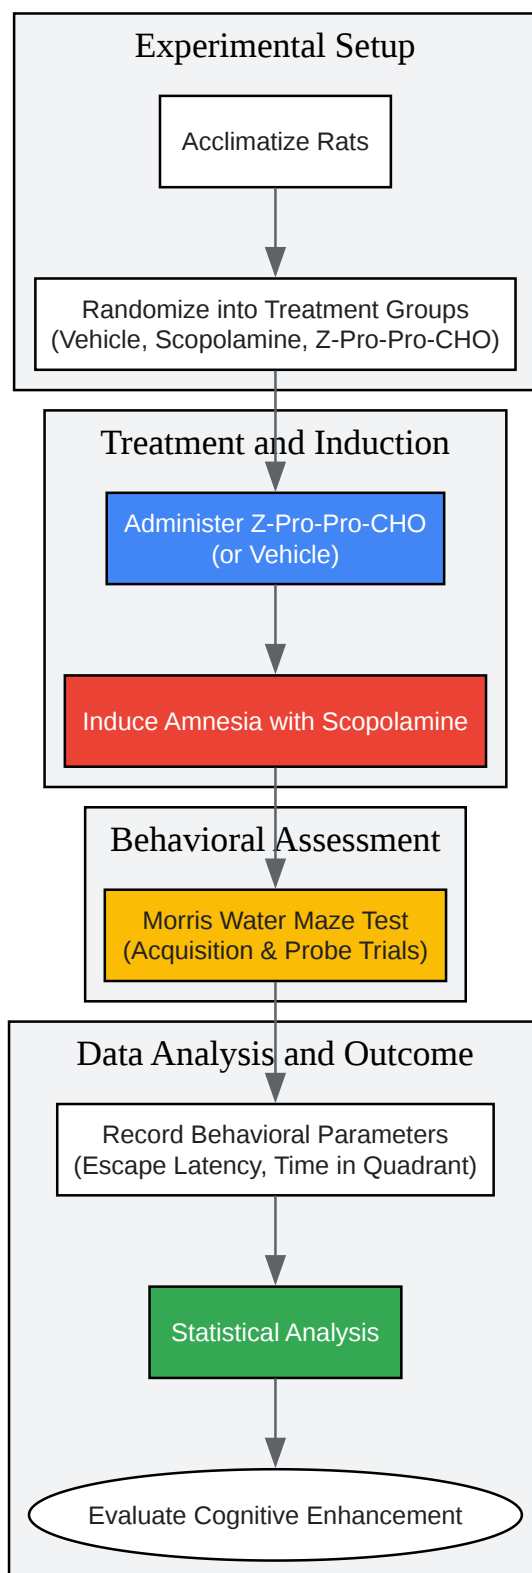 Experimental Setup
Acclimatize Rats
Randomize into Treatment Groups
(Vehicle, Scopolamine, Z-Pro-Pro-CHO)
Treatment and Induction
Administer Z-Pro-Pro-CHO
(or Vehicle)
Induce Amnesia with Scopolamine
Behavioral Assessment
Morris Water Maze Test
(Acquisition & Probe Trials)
Data Analysis and Outcome
Record Behavioral Parameters
(Escape Latency, Time in Quadrant)
Statistical Analysis
Evaluate Cognitive Enhancement